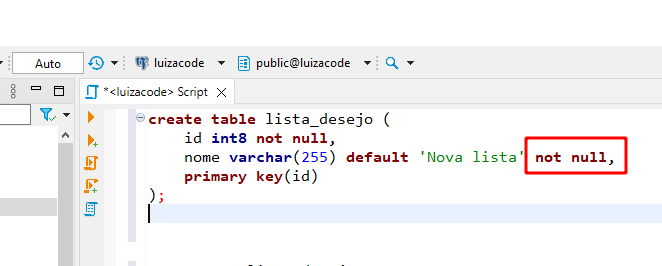 Auto luizacode public@luizacode
*<luizacode> Script
create table lista_desejo (
id int8 not null,
nome varchar(255) default 'Nova lista' not null,
primary key(id)
);